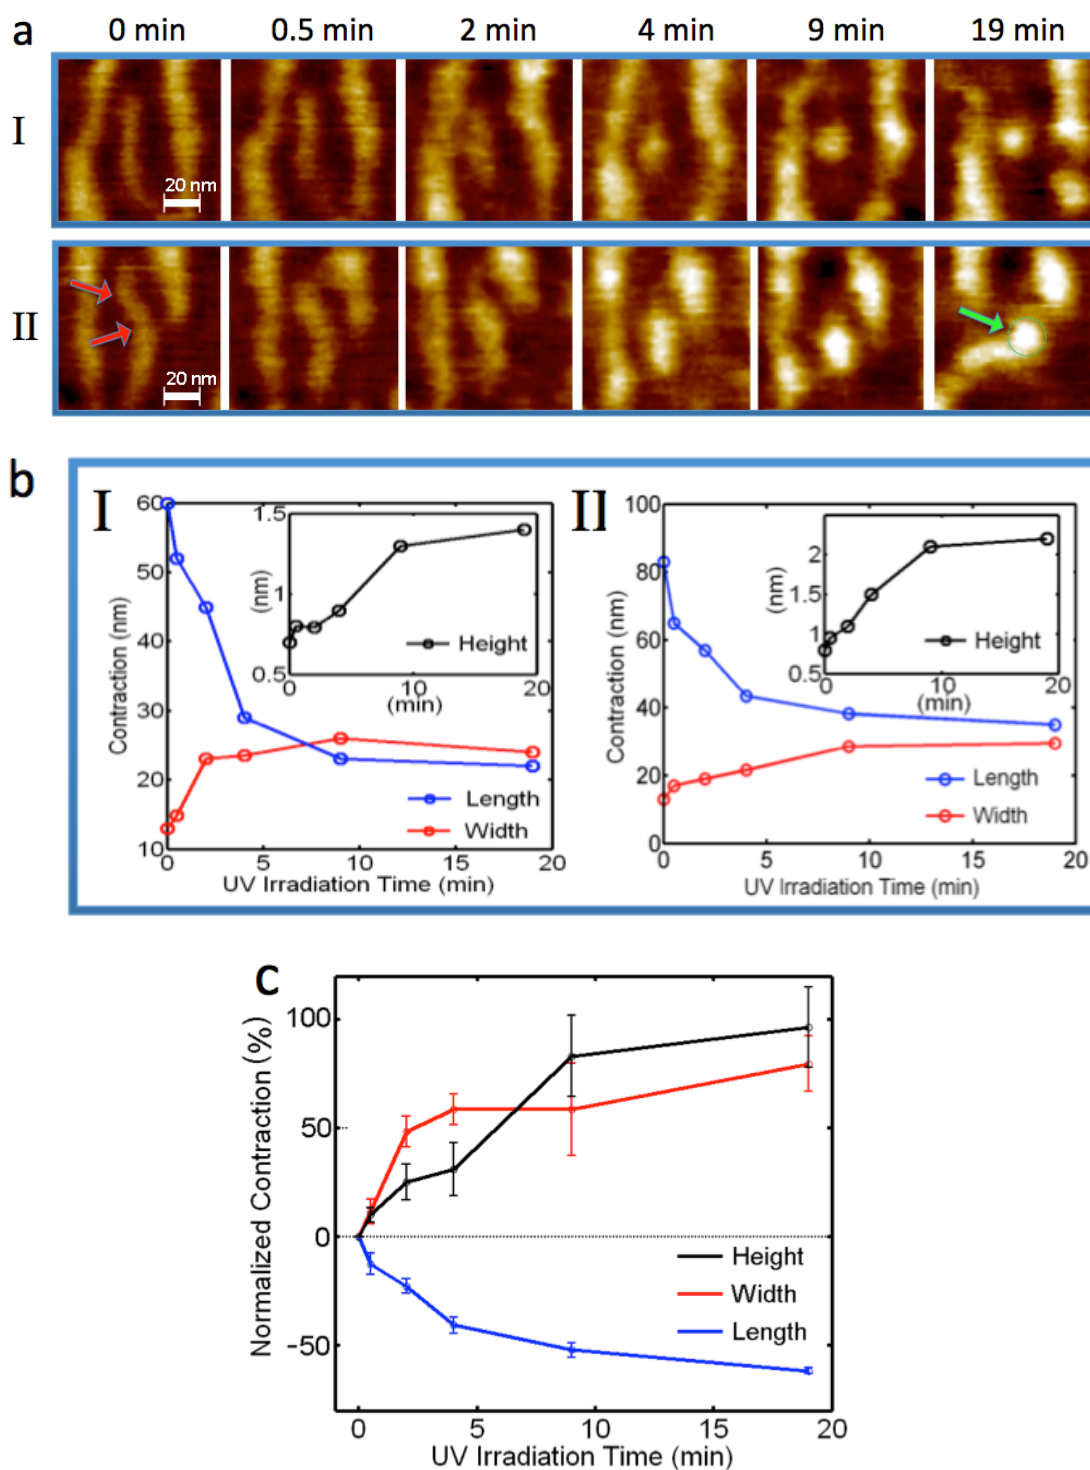 a
0 min 0.5 min 2 min 4 min 9 min 19 min
I
20 nm
II
20 nm
b
I
60
50
40
30
20
10
0 5 10 15 20
Contraction (nm)
UV Irradiation Time (min)
Length
Width
1.5
1
0.5
0 10 20
(nm)
(min)
Height
II
100
80
60
40
20
0
0 5 10 15 20
Contraction (nm)
UV Irradiation Time (min)
Length
Width
2
1.5
1
0.5
0 10 20
(nm)
(min)
Height
c
100
50
0
−50
0 5 10 15 20
Normalized Contraction (%)
UV Irradiation Time (min)
Height
Width
Length